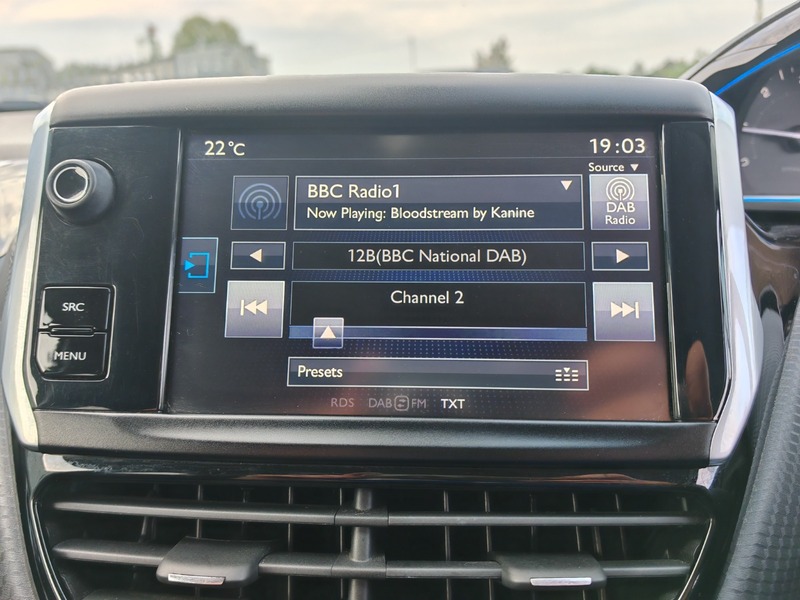 22°C
19:03
Source ▼
BBC Radio1
Now Playing: Bloodstream by Kanine
DAB
Radio
12B(BBC National DAB)
Channel 2
SRC
MENU
Presets
RDS DAB FM TXT